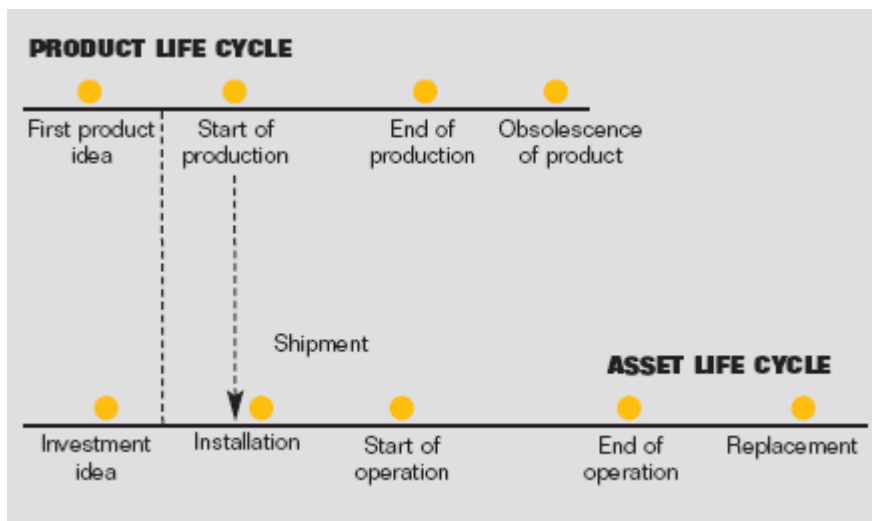 PRODUCT LIFE CYCLE
First product
idea
Start of
production
End of
production
Obsolescence
of product
Shipment
ASSET LIFE CYCLE
Investment
idea
Installation
Start of
operation
End of
operation
Replacement